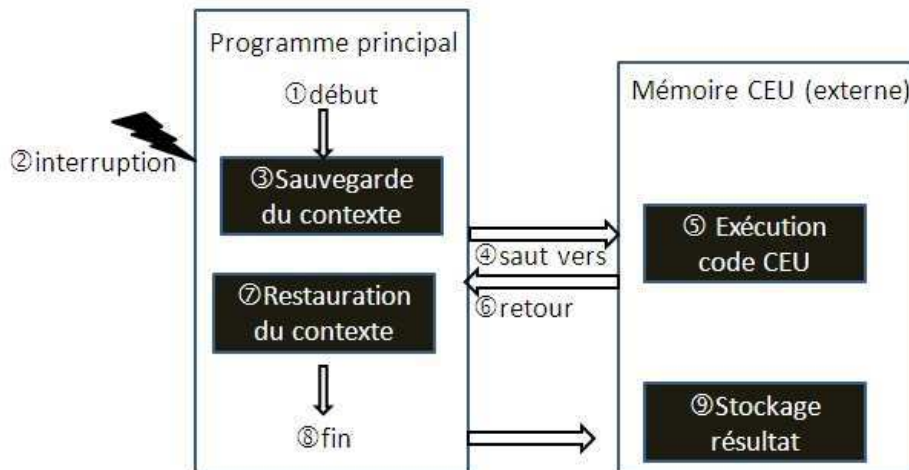 Programme principal
①début
②interruption
③Sauvegarde
du contexte
④saut vers
Mémoire CEU (externe)
⑤ Exécution
code CEU
⑥retour
⑦Restauration
du contexte
⑧fin
⑨Stockage
résultat